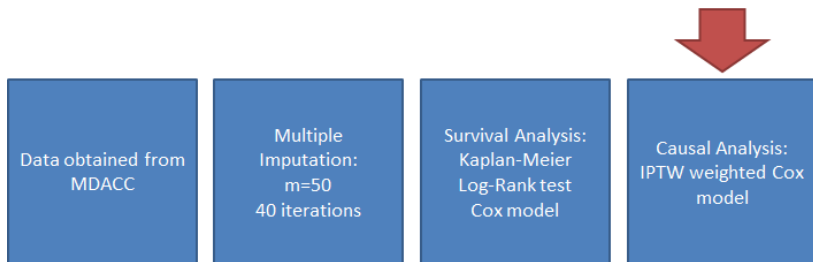 Data obtained from
MDACC
Multiple
Imputation:
m=50
40 iterations
Survival Analysis:
Kaplan-Meier
Log-Rank test
Cox model
Causal Analysis:
IPTW weighted Cox
model